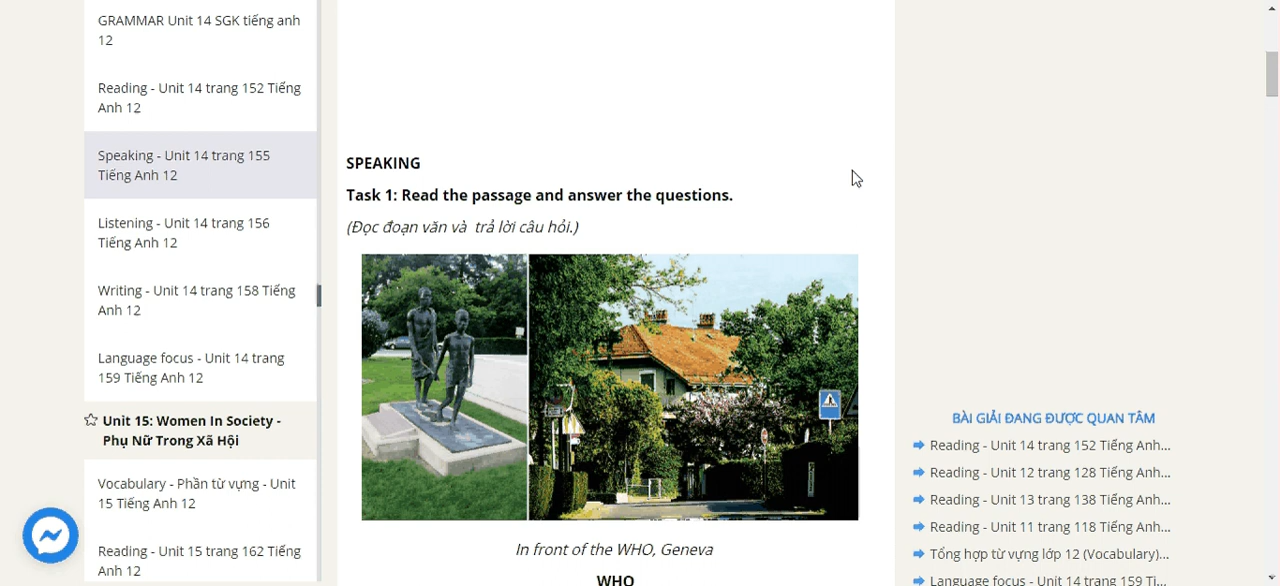 GRAMMAR Unit 14 SGK tiếng anh
12
Reading - Unit 14 trang 152 Tiếng
Anh 12
Speaking - Unit 14 trang 155
Tiếng Anh 12
Listening - Unit 14 trang 156
Tiếng Anh 12
Writing - Unit 14 trang 158 Tiếng
Anh 12
Language focus - Unit 14 trang
159 Tiếng Anh 12
Unit 15: Women In Society -
Phụ Nữ Trong Xã Hội
Vocabulary - Phần từ vựng - Unit
15 Tiếng Anh 12
Reading - Unit 15 trang 162 Tiếng
Anh 12
SPEAKING
Task 1: Read the passage and answer the questions.
(Đọc đoạn văn và trả lời câu hỏi.)
In front of the WHO, Geneva
WHO
BÀI GIẢI ĐANG ĐƯỢC QUAN TÂM
Reading - Unit 14 trang 152 Tiếng Anh...
Reading - Unit 12 trang 128 Tiếng Anh...
Reading - Unit 13 trang 138 Tiếng Anh...
Reading - Unit 11 trang 118 Tiếng Anh...
Tổng hợp từ vựng lớp 12 (Vocabulary)...
Language focus - Unit 14 trang 159 Ti...